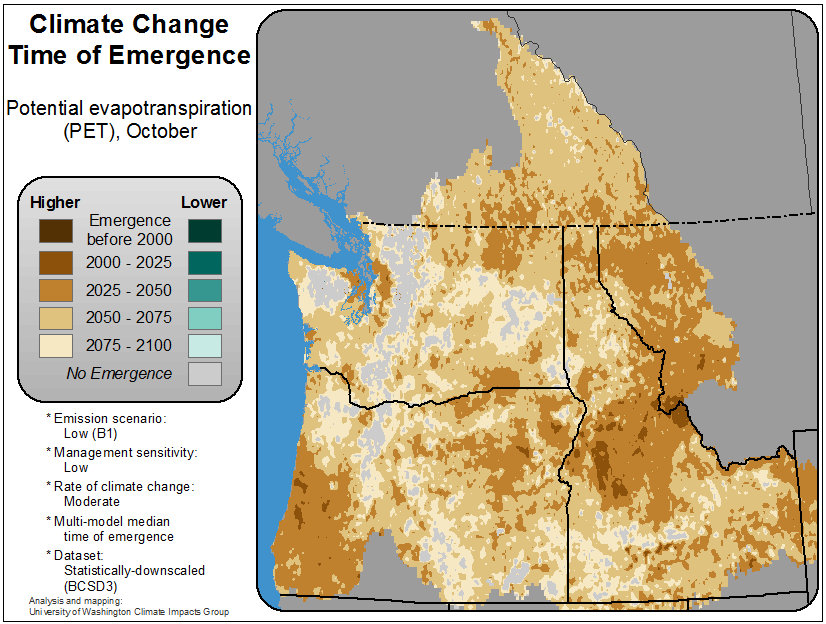 Climate Change
Time of Emergence
Potential evapotranspiration
(PET), October
Higher Lower
Emergence
before 2000
2000 - 2025
2025 - 2050
2050 - 2075
2075 - 2100
No Emergence
* Emission scenario:
Low (B1)
* Management sensitivity:
Low
* Rate of climate change:
Moderate
* Multi-model median
time of emergence
* Dataset:
Statistically-downscaled
(BCSD3)
Analysis and mapping:
University of Washington Climate Impacts Group